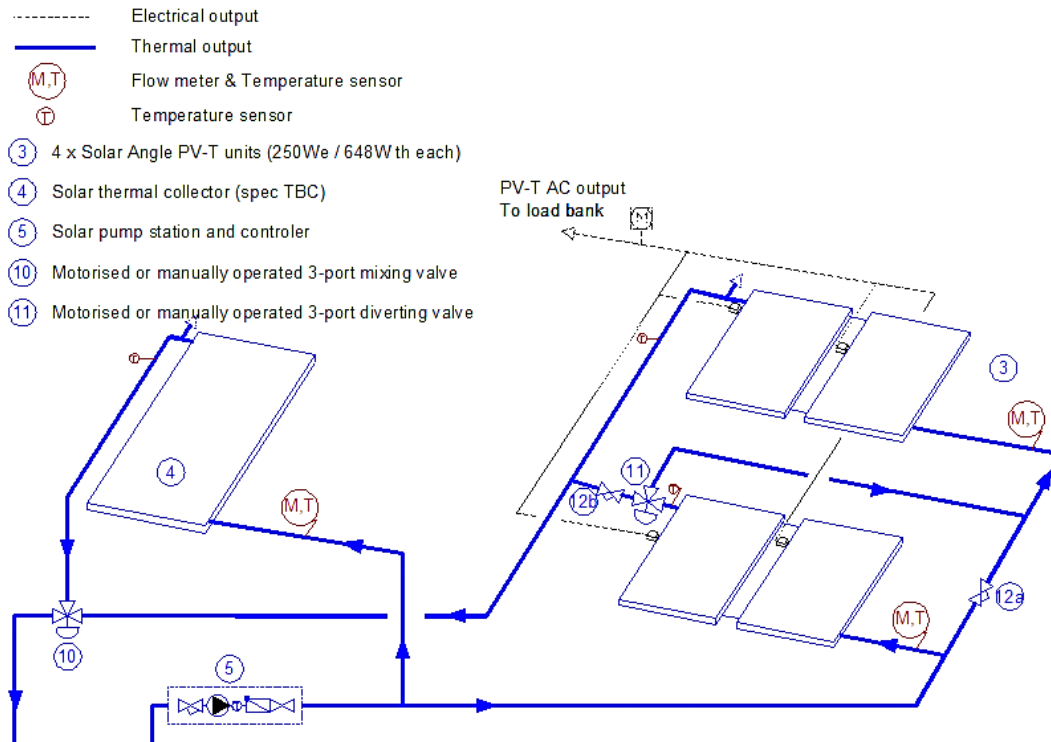 Electrical output
Thermal output
M,T Flow meter & Temperature sensor
T Temperature sensor
3 4 x Solar Angle PV-T units (250We / 648W th each)
4 Solar thermal collector (spec TBC)
5 Solar pump station and controler
10 Motorised or manually operated 3-port mixing valve
11 Motorised or manually operated 3-port diverting valve
PV-T AC output
To load bank
3
M,T
11
12b
4
M,T
12a
M,T
10
5